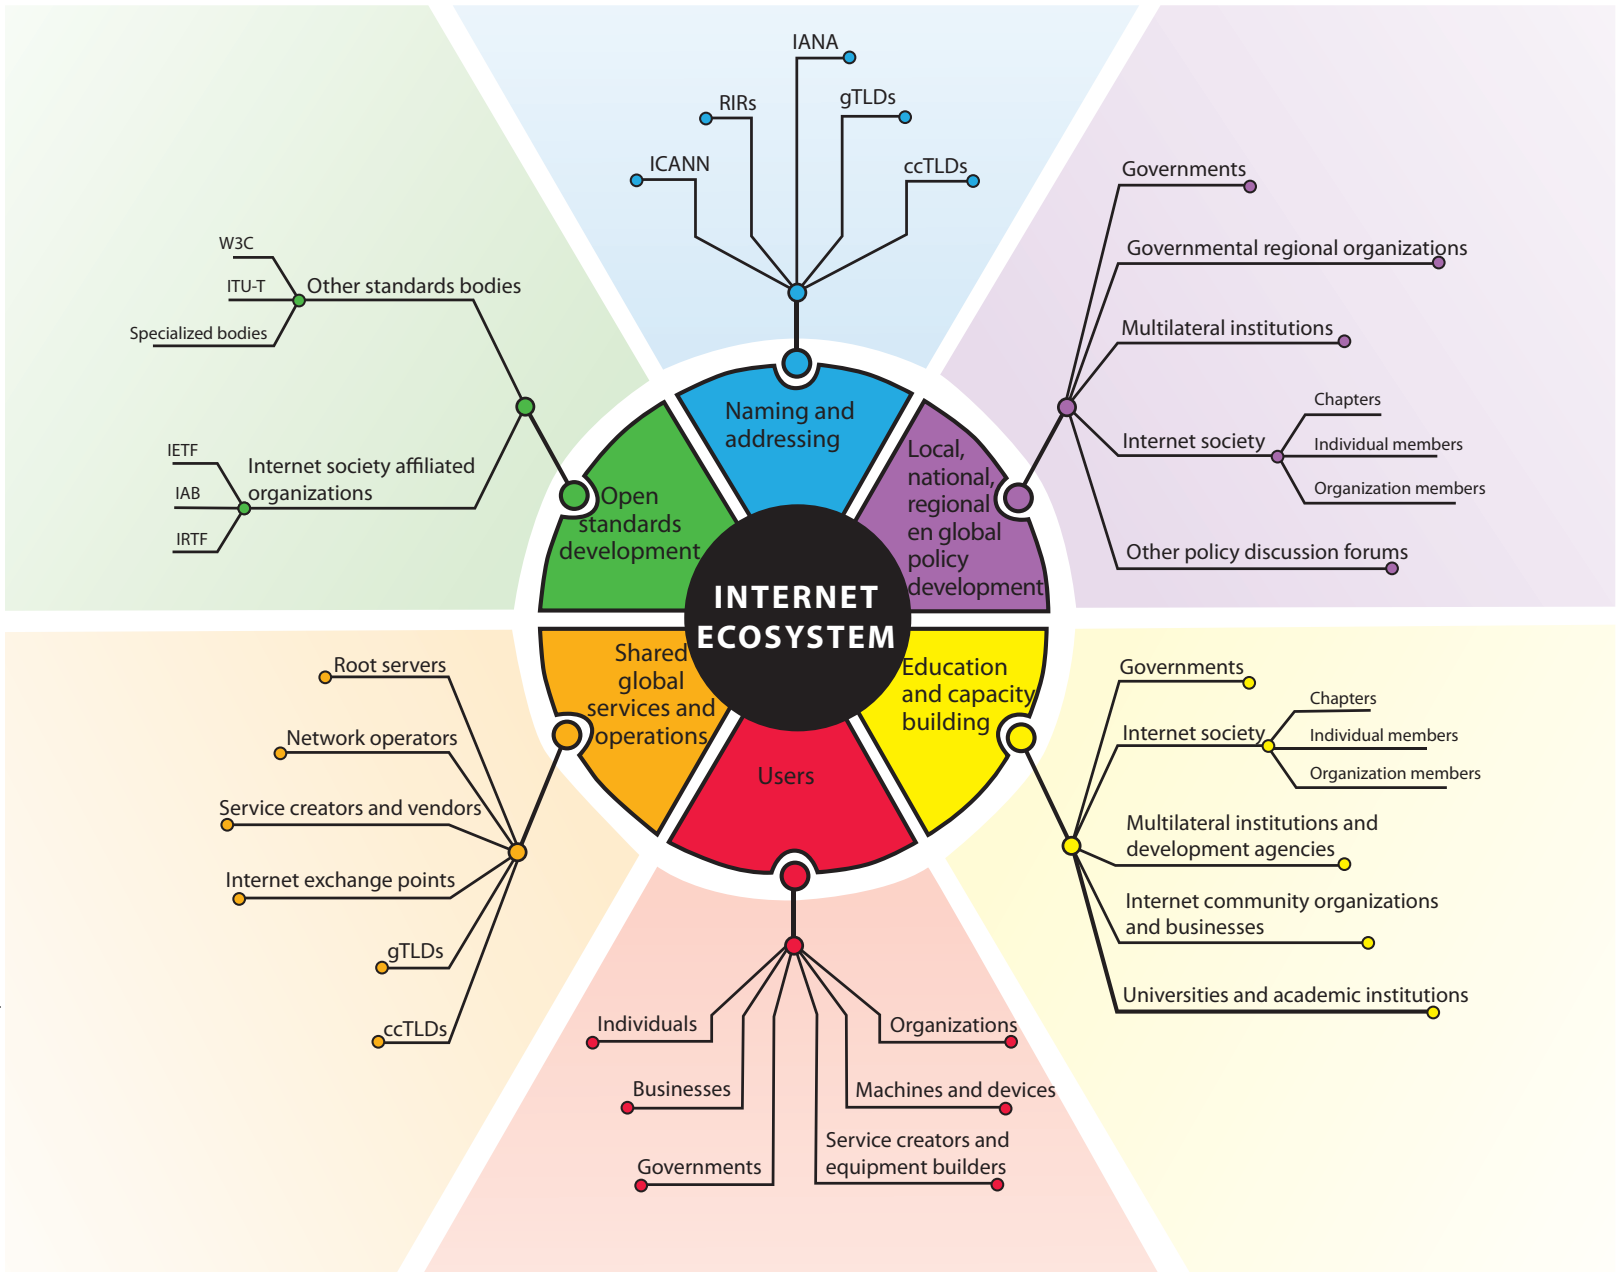 IANA
RIRs
gTLDs
ICANN
ccTLDs
W3C
ITU-T
Specialized bodies
Other standards bodies
IETF
IAB
IRTF
Internet society affiliated
organizations
Governments
Governmental regional organizations
Multilateral institutions
Internet society
Chapters
Individual members
Organization members
Other policy discussion forums
Naming and
addressing
Open
standards
development
Local,
national,
regional
en global
policy
development
INTERNET
ECOSYSTEM
Shared
global
services and
operations
Users
Education
and capacity
building
Root servers
Network operators
Service creators and vendors
Internet exchange points
gTLDs
ccTLDs
Individuals
Businesses
Governments
Organizations
Machines and devices
Service creators and
equipment builders
Governments
Internet society
Chapters
Individual members
Organization members
Multilateral institutions and
development agencies
Internet community organizations
and businesses
Universities and academic institutions